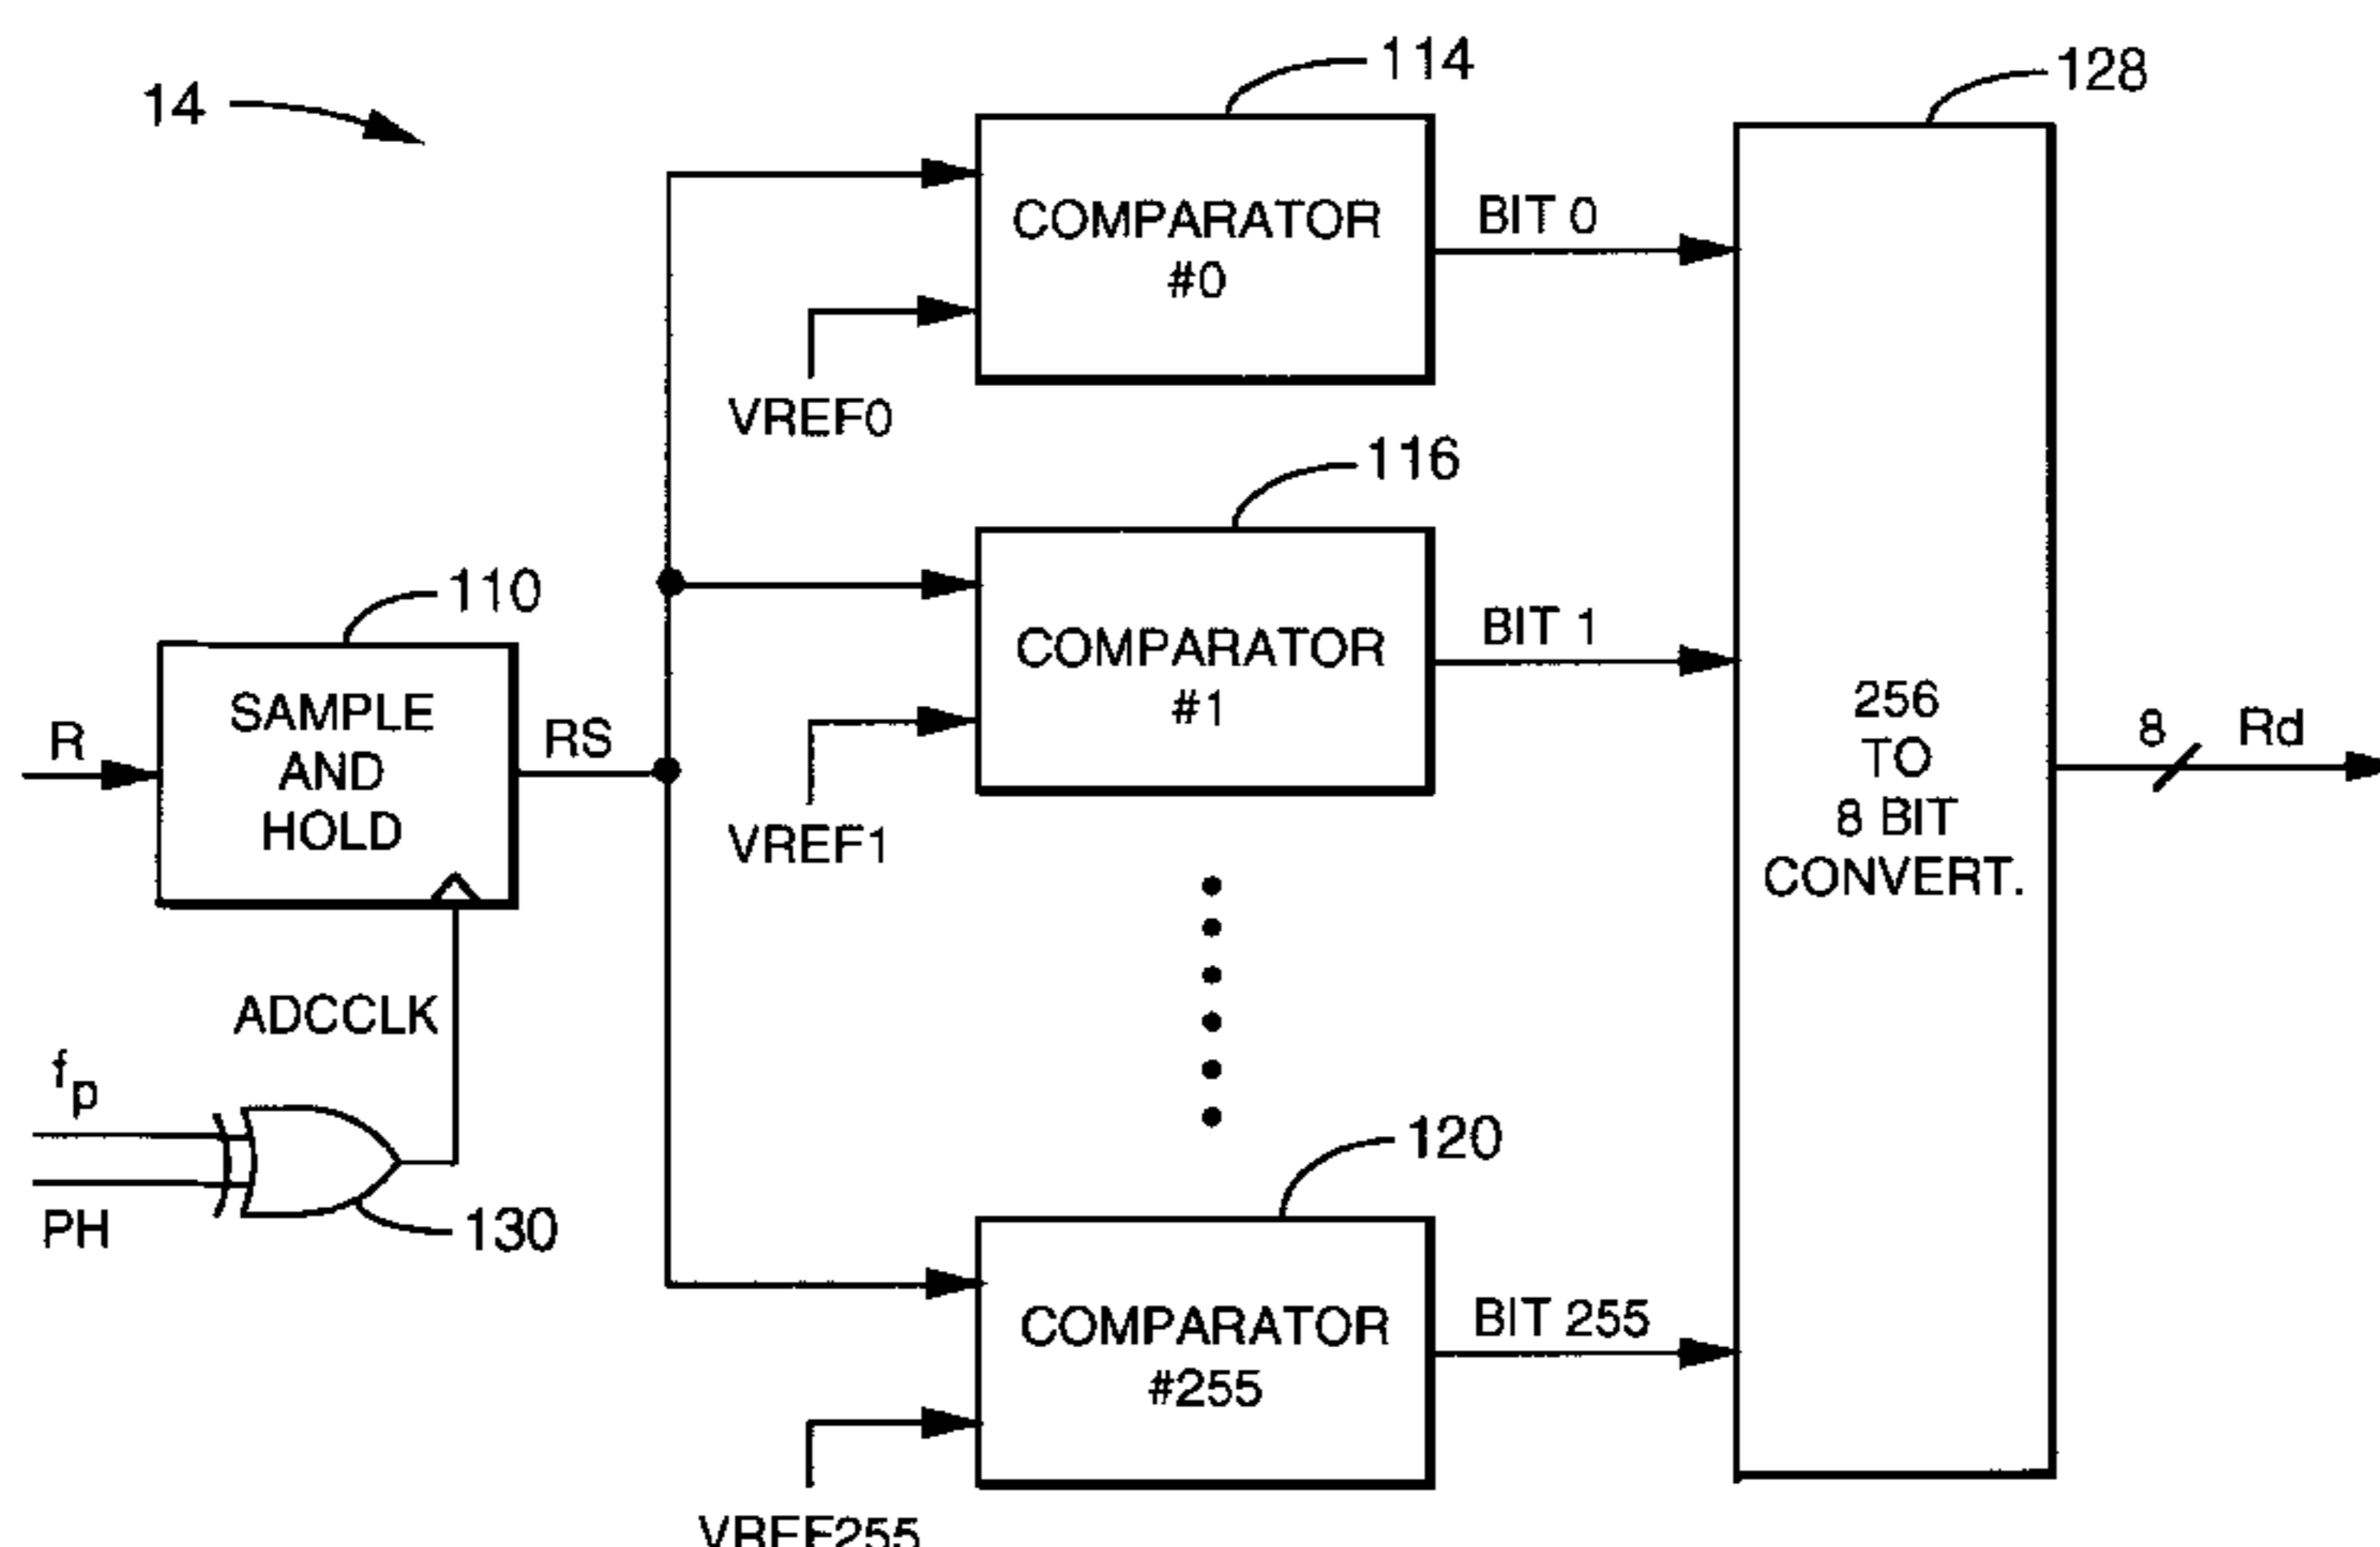 14
114
128
COMPARATOR
#0
BIT 0
VREF0
116
110
COMPARATOR
#1
BIT 1
VREF1
R
SAMPLE
AND
HOLD
RS
256
TO
8 BIT
CONVERT.
8
Rd
ADCCLK
fp
PH
130
120
COMPARATOR
#255
BIT 255
VREF255